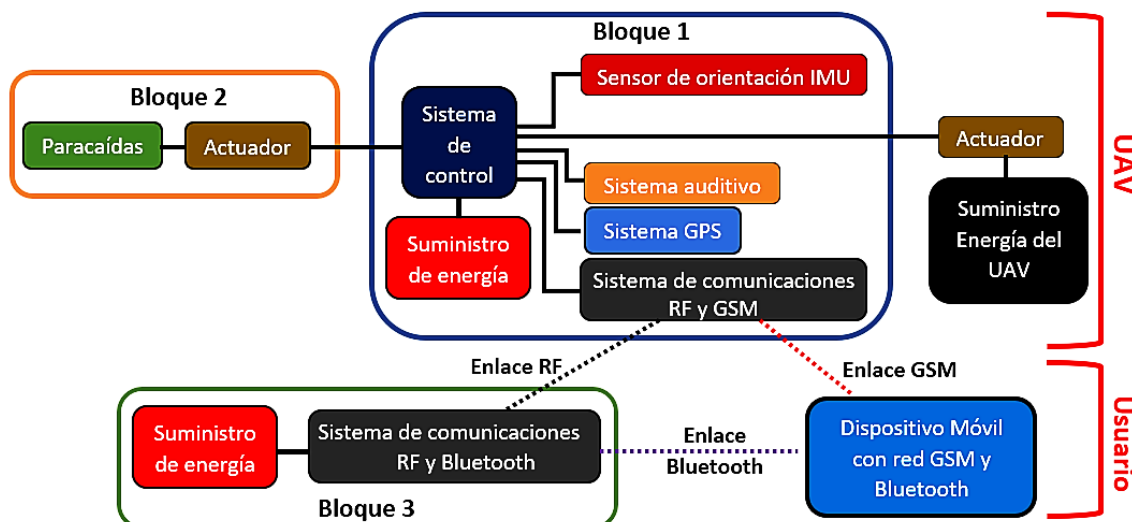 Bloque 1
Sensor de orientación IMU
Bloque 2
Sistema
de
control
Paracaídas
Actuador
Actuador
UAV
Sistema auditivo
Suministro
Energía del
UAV
Suministro
de energía
Sistema GPS
Sistema de comunicaciones
RF y GSM
Enlace RF
Enlace GSM
Suministro
de energía
Sistema de comunicaciones
RF y Bluetooth
Enlace
Bluetooth
Dispositivo Móvil
con red GSM y
Bluetooth
Usuario
Bloque 3